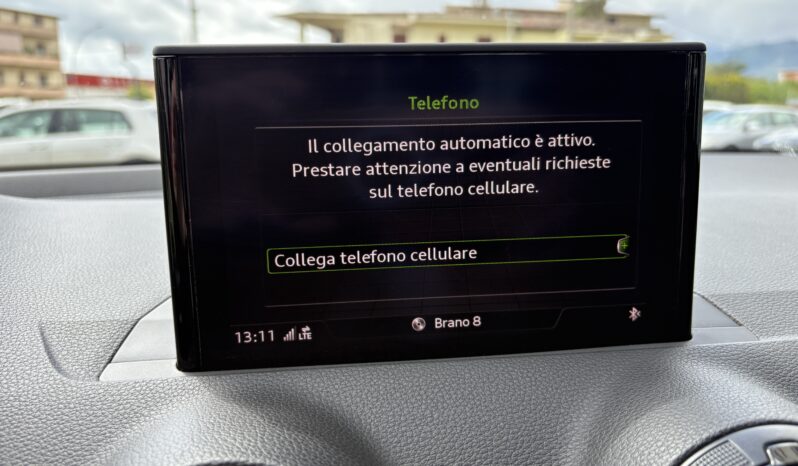 Telefono
Il collegamento automatico è attivo.
Prestare attenzione a eventuali richieste
sul telefono cellulare.
Collega telefono cellulare
13:11 LTE Brano 8